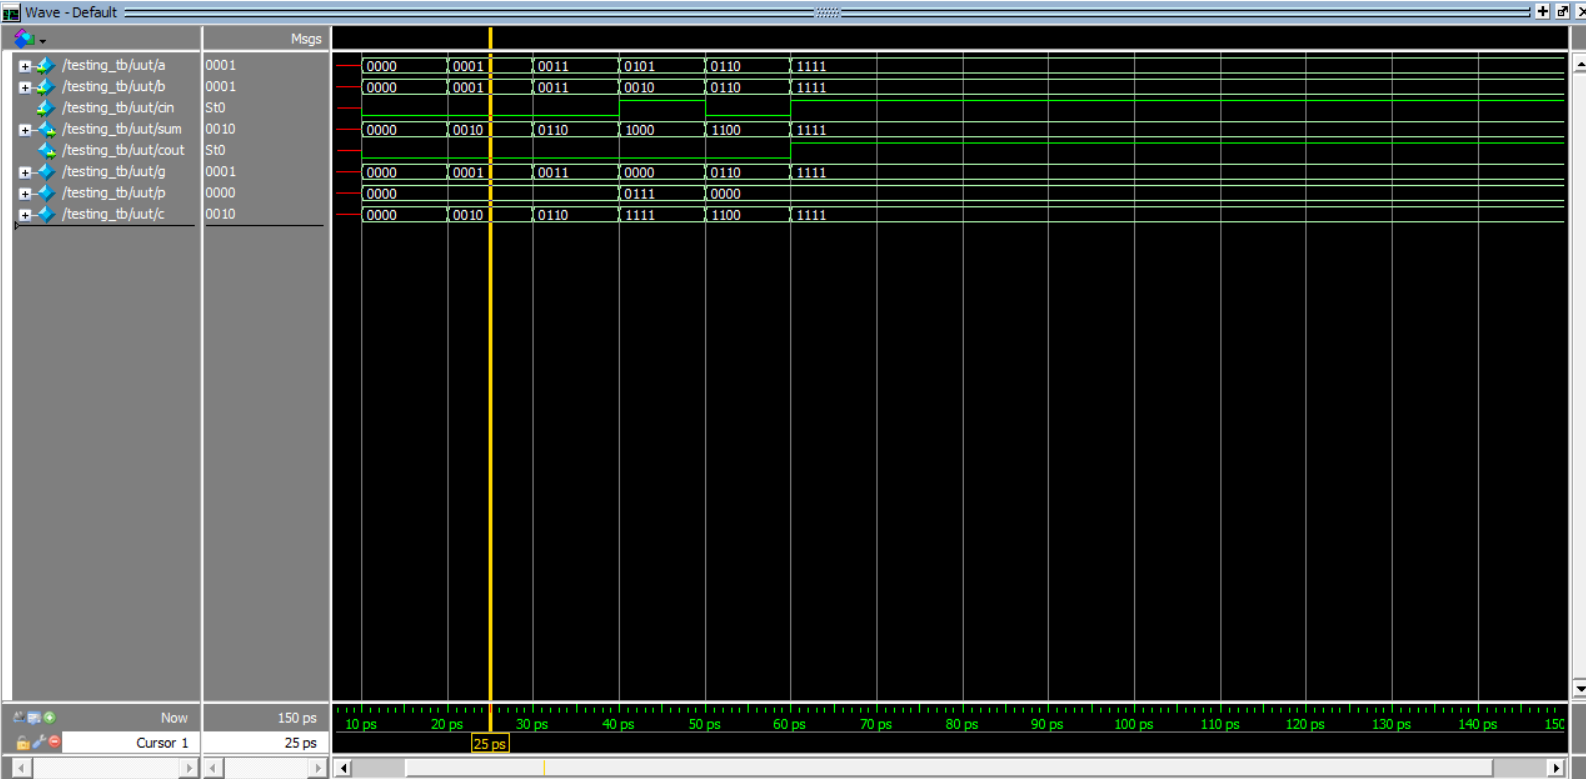 Wave - Default
Msgs
/testing_tb/uut/a 0001 0000 0001 0011 0101 0110 1111
/testing_tb/uut/b 0001 0000 0001 0011 0010 0110 1111
/testing_tb/uut/cin St0
/testing_tb/uut/sum 0010 0000 0010 0110 1000 1100 1111
/testing_tb/uut/cout St0
/testing_tb/uut/g 0001 0000 0001 0011 0000 0110 1111
/testing_tb/uut/p 0000 0000 0111 0000
/testing_tb/uut/c 0010 0000 0010 0110 1111 1100 1111
Now 150 ps 10 ps 20 ps 30 ps 40 ps 50 ps 60 ps 70 ps 80 ps 90 ps 100 ps 110 ps 120 ps 130 ps 140 ps 150
Cursor 1 25 ps 25 ps